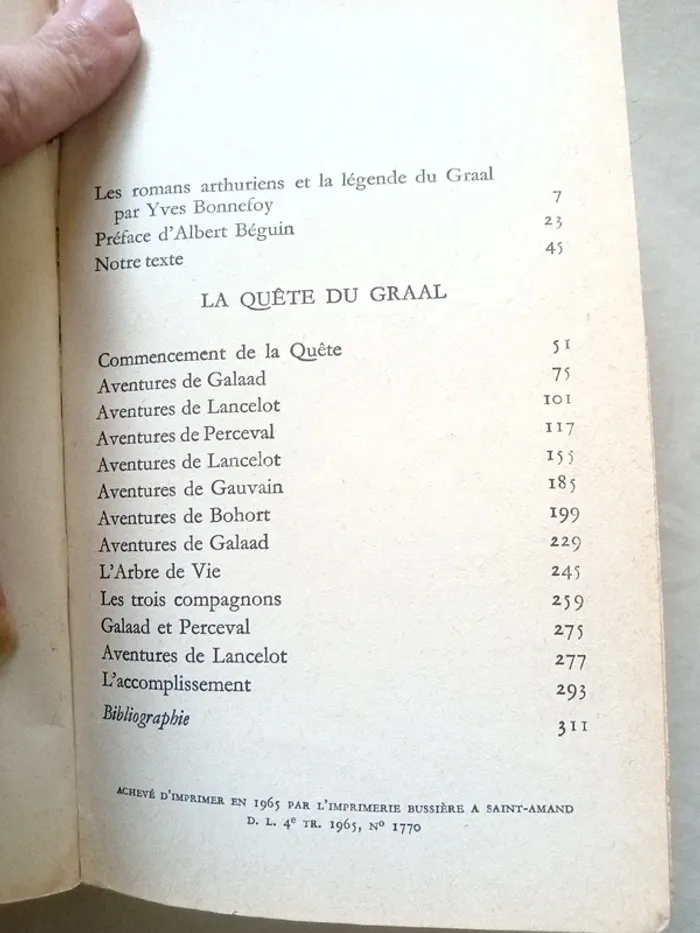 Les romans arthuriens et la légende du Graal
par Yves Bonnefoy 7
Préface d'Albert Béguin 23
Notre texte 45
LA QUÊTE DU GRAAL
Commencement de la Quête 51
Aventures de Galaad 75
Aventures de Lancelot 101
Aventures de Perceval 117
Aventures de Lancelot 155
Aventures de Gauvain 185
Aventures de Bohort 199
Aventures de Galaad 229
L'Arbre de Vie 245
Les trois compagnons 259
Galaad et Perceval 275
Aventures de Lancelot 277
L'accomplissement 293
Bibliographie 311
ACHEVÉ D'IMPRIMER EN 1965 PAR L'IMPRIMERIE BUSSIÈRE A SAINT-AMAND
D. L. 4e TR. 1965, No 1770